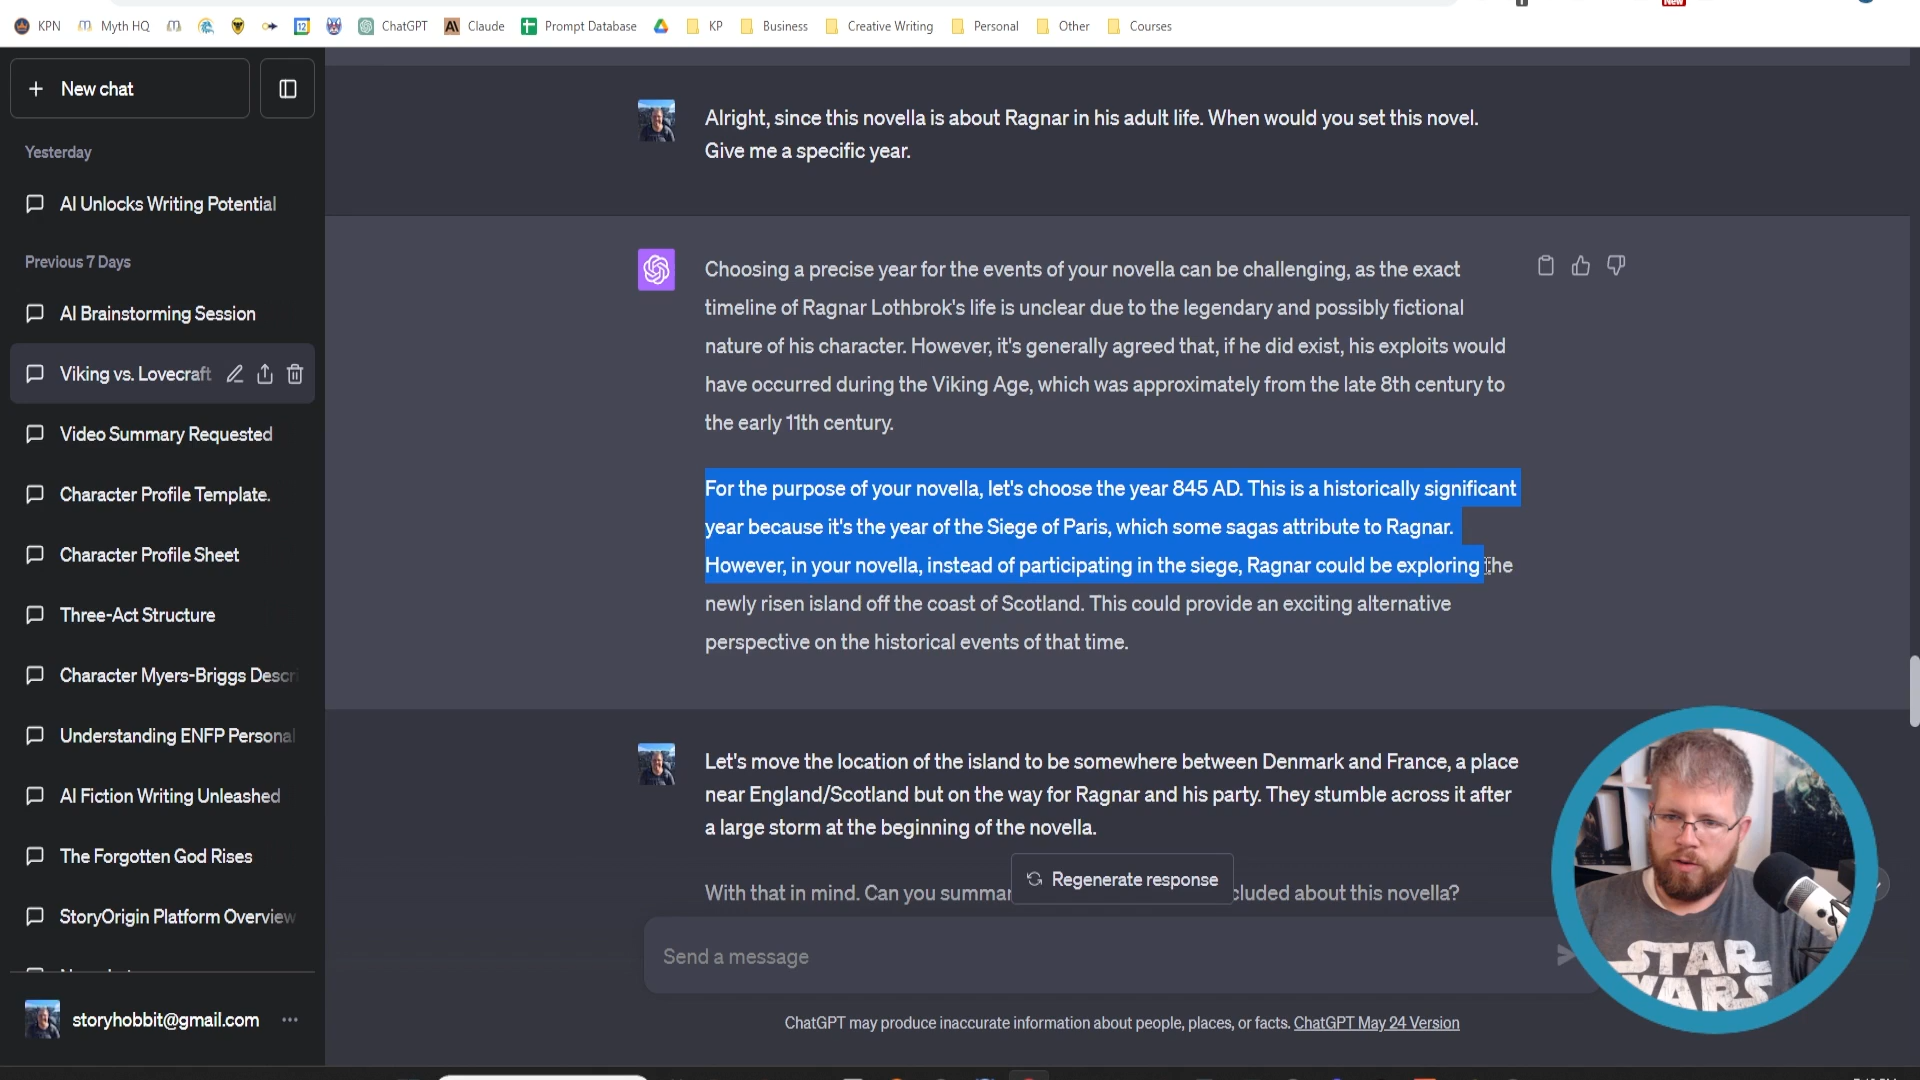 KPN
Myth HQ
ChatGPT
Claude
Prompt Database
KP
Business
Creative Writing
Personal
Other
Courses
New
12
+ New chat
Yesterday
AI Unlocks Writing Potential
Previous 7 Days
AI Brainstorming Session
Viking vs. Lovecraft
Video Summary Requested
Character Profile Template.
Character Profile Sheet
Three-Act Structure
Character Myers-Briggs Descri
Understanding ENFP Personal
AI Fiction Writing Unleashed
The Forgotten God Rises
StoryOrigin Platform Overview
storyhobbit@gmail.com
Alright, since this novella is about Ragnar in his adult life. When would you set this novel.
Give me a specific year.
Choosing a precise year for the events of your novella can be challenging, as the exact
timeline of Ragnar Lothbrok's life is unclear due to the legendary and possibly fictional
nature of his character. However, it's generally agreed that, if he did exist, his exploits would
have occurred during the Viking Age, which was approximately from the late 8th century to
the early 11th century.
For the purpose of your novella, let's choose the year 845 AD. This is a historically significant
year because it's the year of the Siege of Paris, which some sagas attribute to Ragnar.
However, in your novella, instead of participating in the siege, Ragnar could be exploring the
newly risen island off the coast of Scotland. This could provide an exciting alternative
perspective on the historical events of that time.
Let's move the location of the island to be somewhere between Denmark and France, a place
near England/Scotland but on the way for Ragnar and his party. They stumble across it after
a large storm at the beginning of the novella.
With that in mind. Can you summar
cluded about this novella?
Regenerate response
Send a message
ChatGPT may produce inaccurate information about people, places, or facts. ChatGPT May 24 Version
STAR
WARS